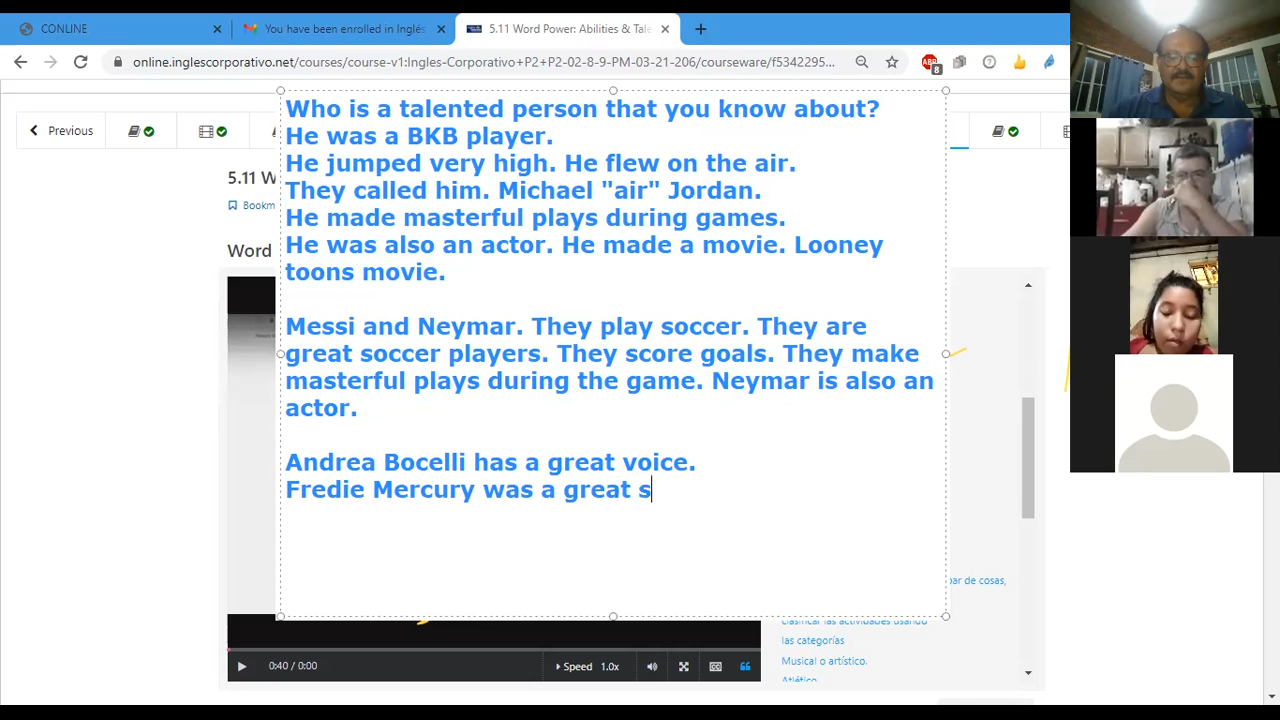 CONLINE
You have been enrolled in Inglés
5.11 Word Power: Abilities & Tale
online.inglescorporativo.net/courses/course-v1:Ingles-Corporativo+P2+P2-02-8-9-PM-03-21-206/courseware/f5342295...
ABP
8
Previous
5.11 W
Bookm
Word
Who is a talented person that you know about?
He was a BKB player.
He jumped very high. He flew on the air.
They called him. Michael "air" Jordan.
He made masterful plays during games.
He was also an actor. He made a movie. Looney
toons movie.
Messi and Neymar. They play soccer. They are
great soccer players. They score goals. They make
masterful plays during the game. Neymar is also an
actor.
Andrea Bocelli has a great voice.
Fredie Mercury was a great s
par de cosas,
clasificar las actividades usando
las categorías
Musical o artístico.
Atlético
0:40 / 0:00
Speed 1.0x